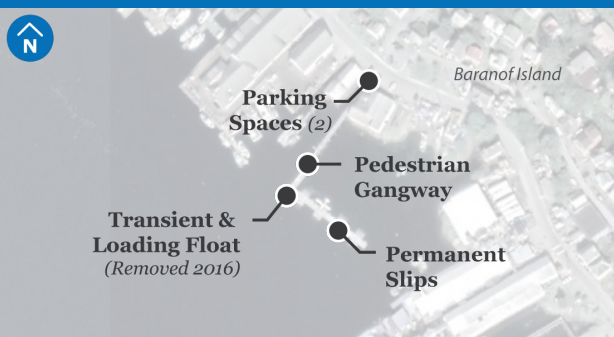 N
Baranof Island
Parking
Spaces (2)
Pedestrian
Gangway
Transient &
Loading Float
(Removed 2016)
Permanent
Slips